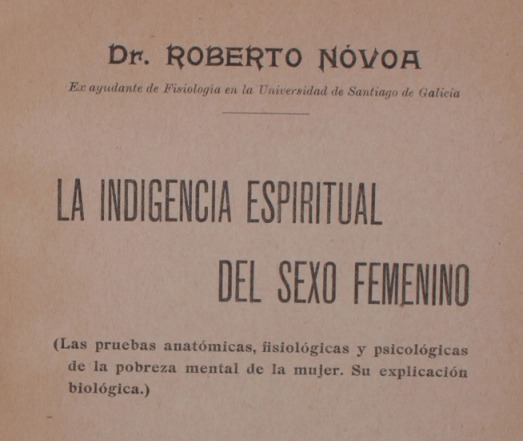 Dr. ROBERTO NÓVOA
Ex ayudante de Fisiología en la Universidad de Santiago de Galicia
LA INDIGENCIA ESPIRITUAL
DEL SEXO FEMENINO
(Las pruebas anatómicas, fisiológicas y psicológicas
de la pobreza mental de la mujer. Su explicación
biológica.)